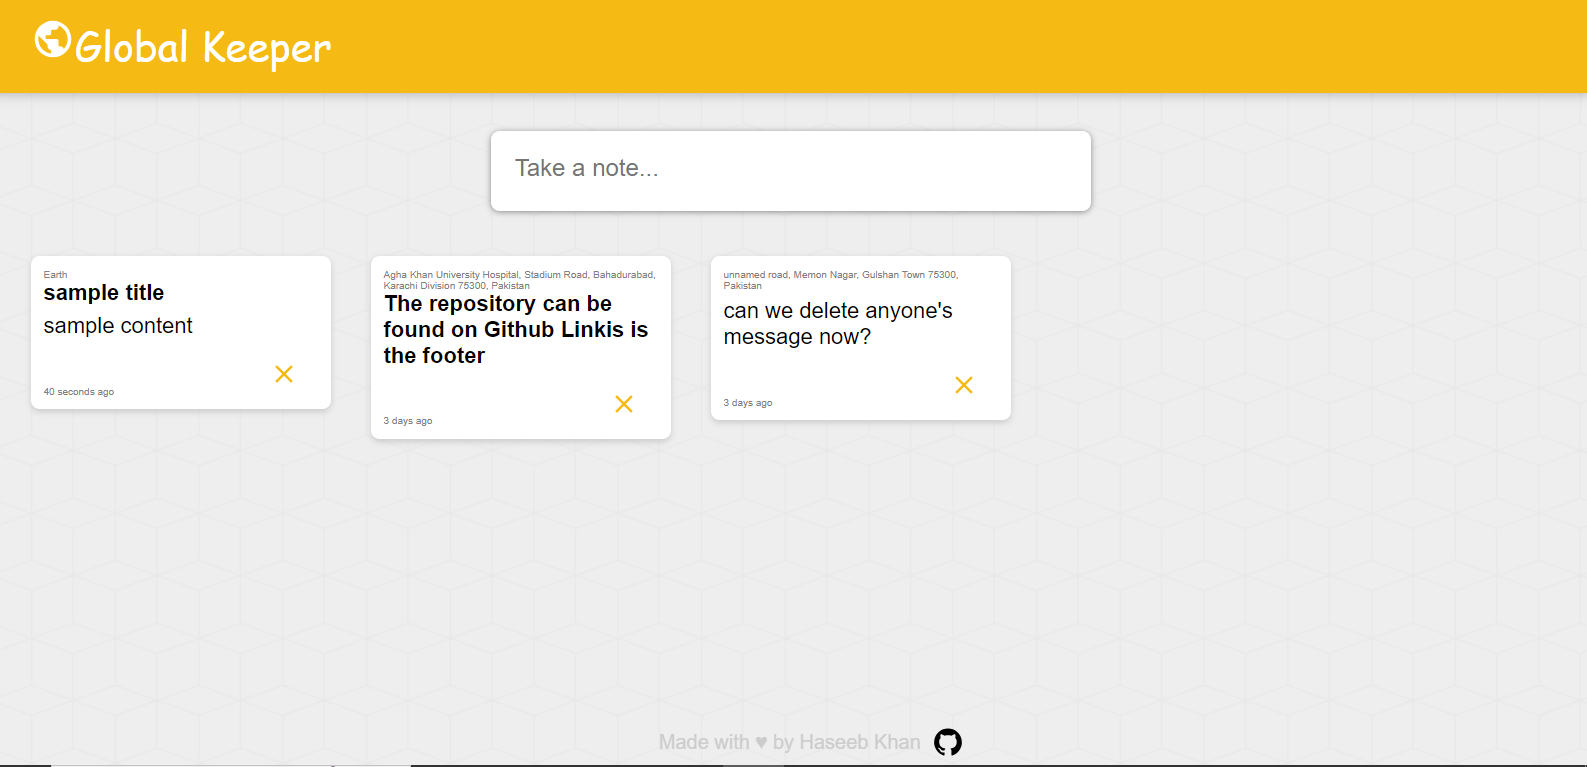 Global Keeper
Take a note...
Earth
sample title
sample content
40 seconds ago
Agha Khan University Hospital, Stadium Road, Bahadurabad,
Karachi Division 75300, Pakistan
The repository can be
found on Github Linkis is
the footer
3 days ago
unnamed road, Memon Nagar, Gulshan Town 75300,
Pakistan
can we delete anyone's
message now?
3 days ago
Made with ♥ by Haseeb Khan